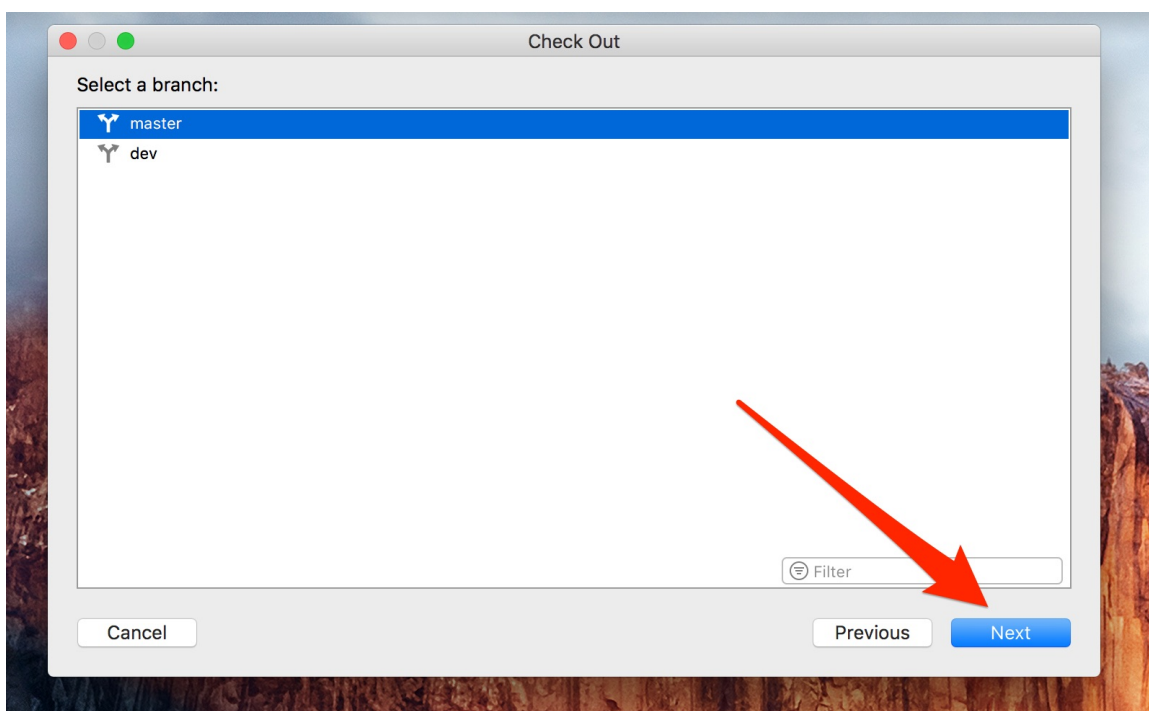 Check Out
Select a branch:
master
dev
Filter
Cancel
Previous
Next